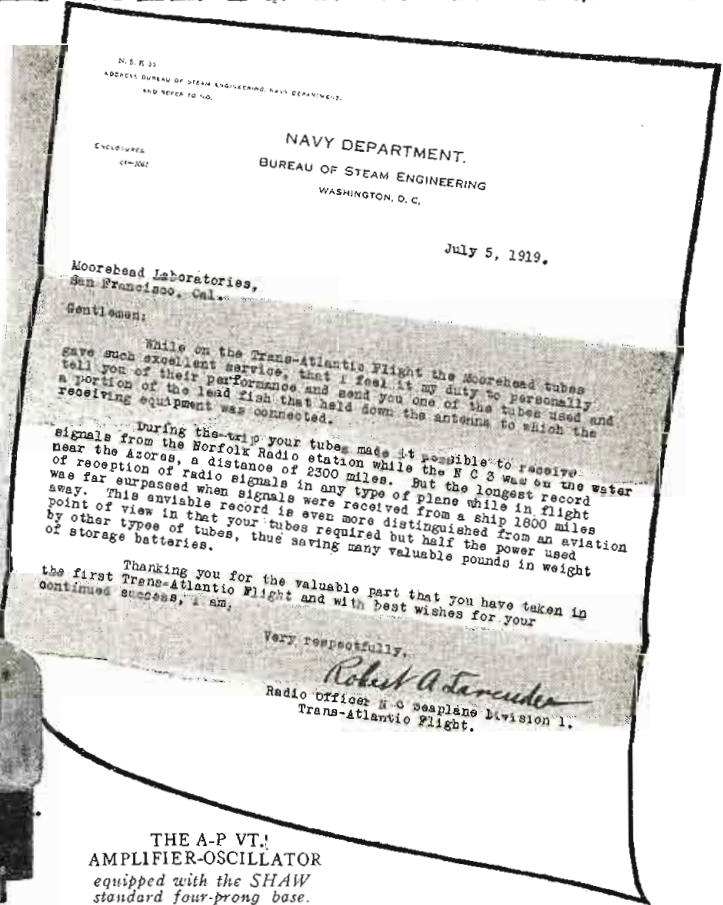 N. S. E
ADDRESS BUREAU OF STEAM ENGINEERING, NAVY DEPARTMENT,
AND REFER TO NO.
ENCLOSURES
NAVY DEPARTMENT.
BUREAU OF STEAM ENGINEERING
WASHINGTON, D. C.
July 5, 1919.
Moorehead Laboratories,
San Francisco, Cal.
Gentlemen:
While on the Trans-Atlantic Flight the Moorehead tubes
gave such excellent service, that I feel it my duty to personally
tell you of their performance and send you one of the tubes used and
a portion of the lead fish that held down the antenna to which the
receiving equipment was connected.
During the trip your tubes made it possible to receive
signals from the Norfolk Radio station while the N C 3 was on the water
near the Azores, a distance of 2300 miles. But the longest record
of reception of radio signals in any type of plane while in flight
was far surpassed when signals were received from a ship 1800 miles
away. This enviable record is even more distinguished from an aviation
point of view in that your tubes required but half the power used
by other types of tubes, thus saving many valuable pounds in weight
of storage batteries.
Thanking you for the valuable part that you have taken in
the first Trans-Atlantic Flight and with best wishes for your
continued success, I am,
Very respectfully,
Robert A Lavender
Radio Officer N C Seaplane Division 1.
Trans-Atlantic Flight.
THE A-P VT.
AMPLIFIER-OSCILLATOR
equipped with the SHAW
standard four-prong base.